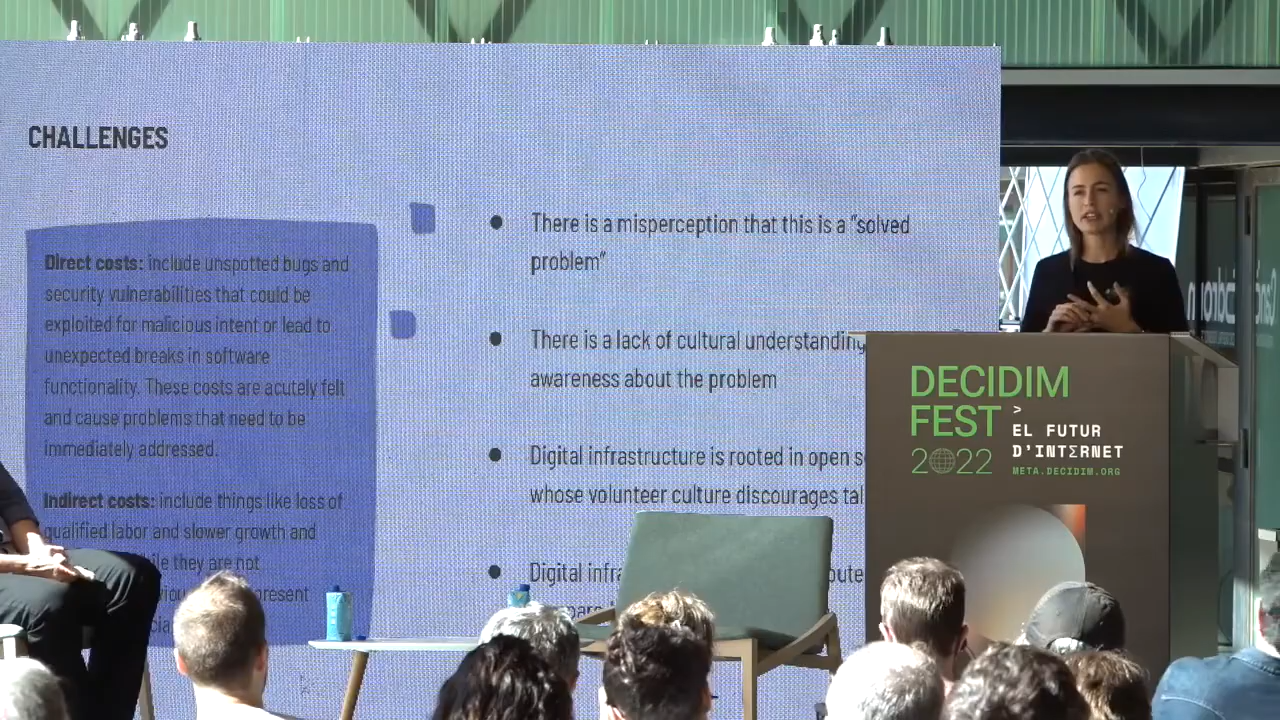 CHALLENGES
Direct costs: include unspotted bugs and
security vulnerabilities that could be
exploited for malicious intent or lead to
unexpected breaks in software
functionality. These costs are acutely felt
and cause problems that need to be
immediately addressed.
Indirect costs: include things like loss of
qualified labor and slower growth and
they are not
present
There is a misperception that this is a "solved
problem"
There is a lack of cultural understanding
awareness about the problem
Digital infrastructure is rooted in open
whose volunteer culture discourages
Digital
DECIDIM
FEST >
2022
EL FUTUR
D'INTΣRNET
META.DECIDIM.ORG